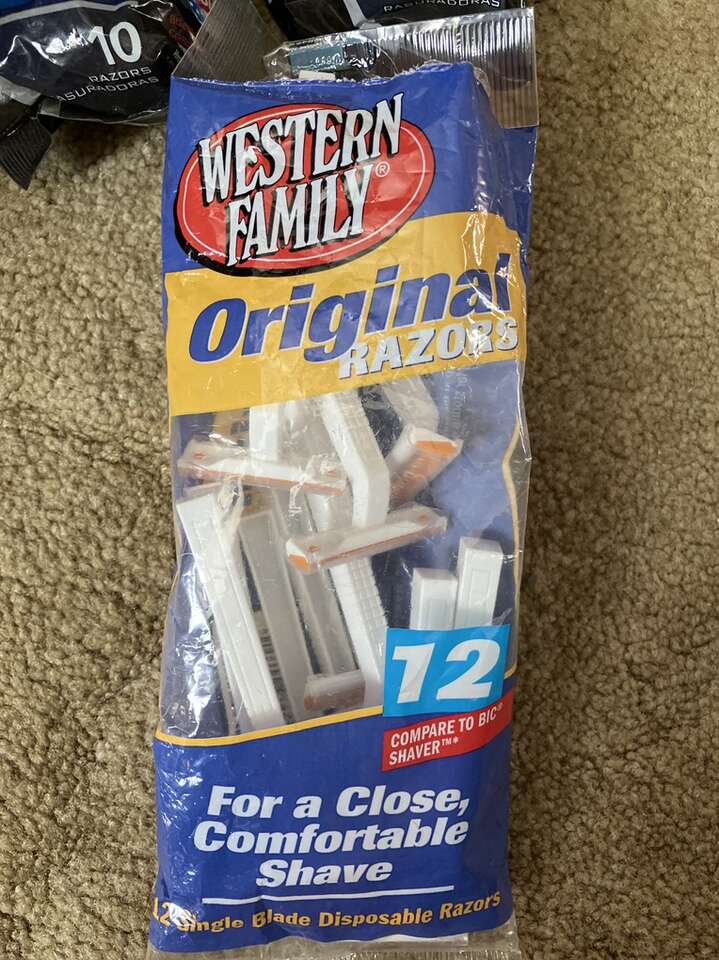 10
RAZORS
RASURADORAS
WESTERN
FAMILY®
Original
RAZORS
12
COMPARE TO BIC®
SHAVER™*
For a Close,
Comfortable
Shave
12 Single Blade Disposable Razors